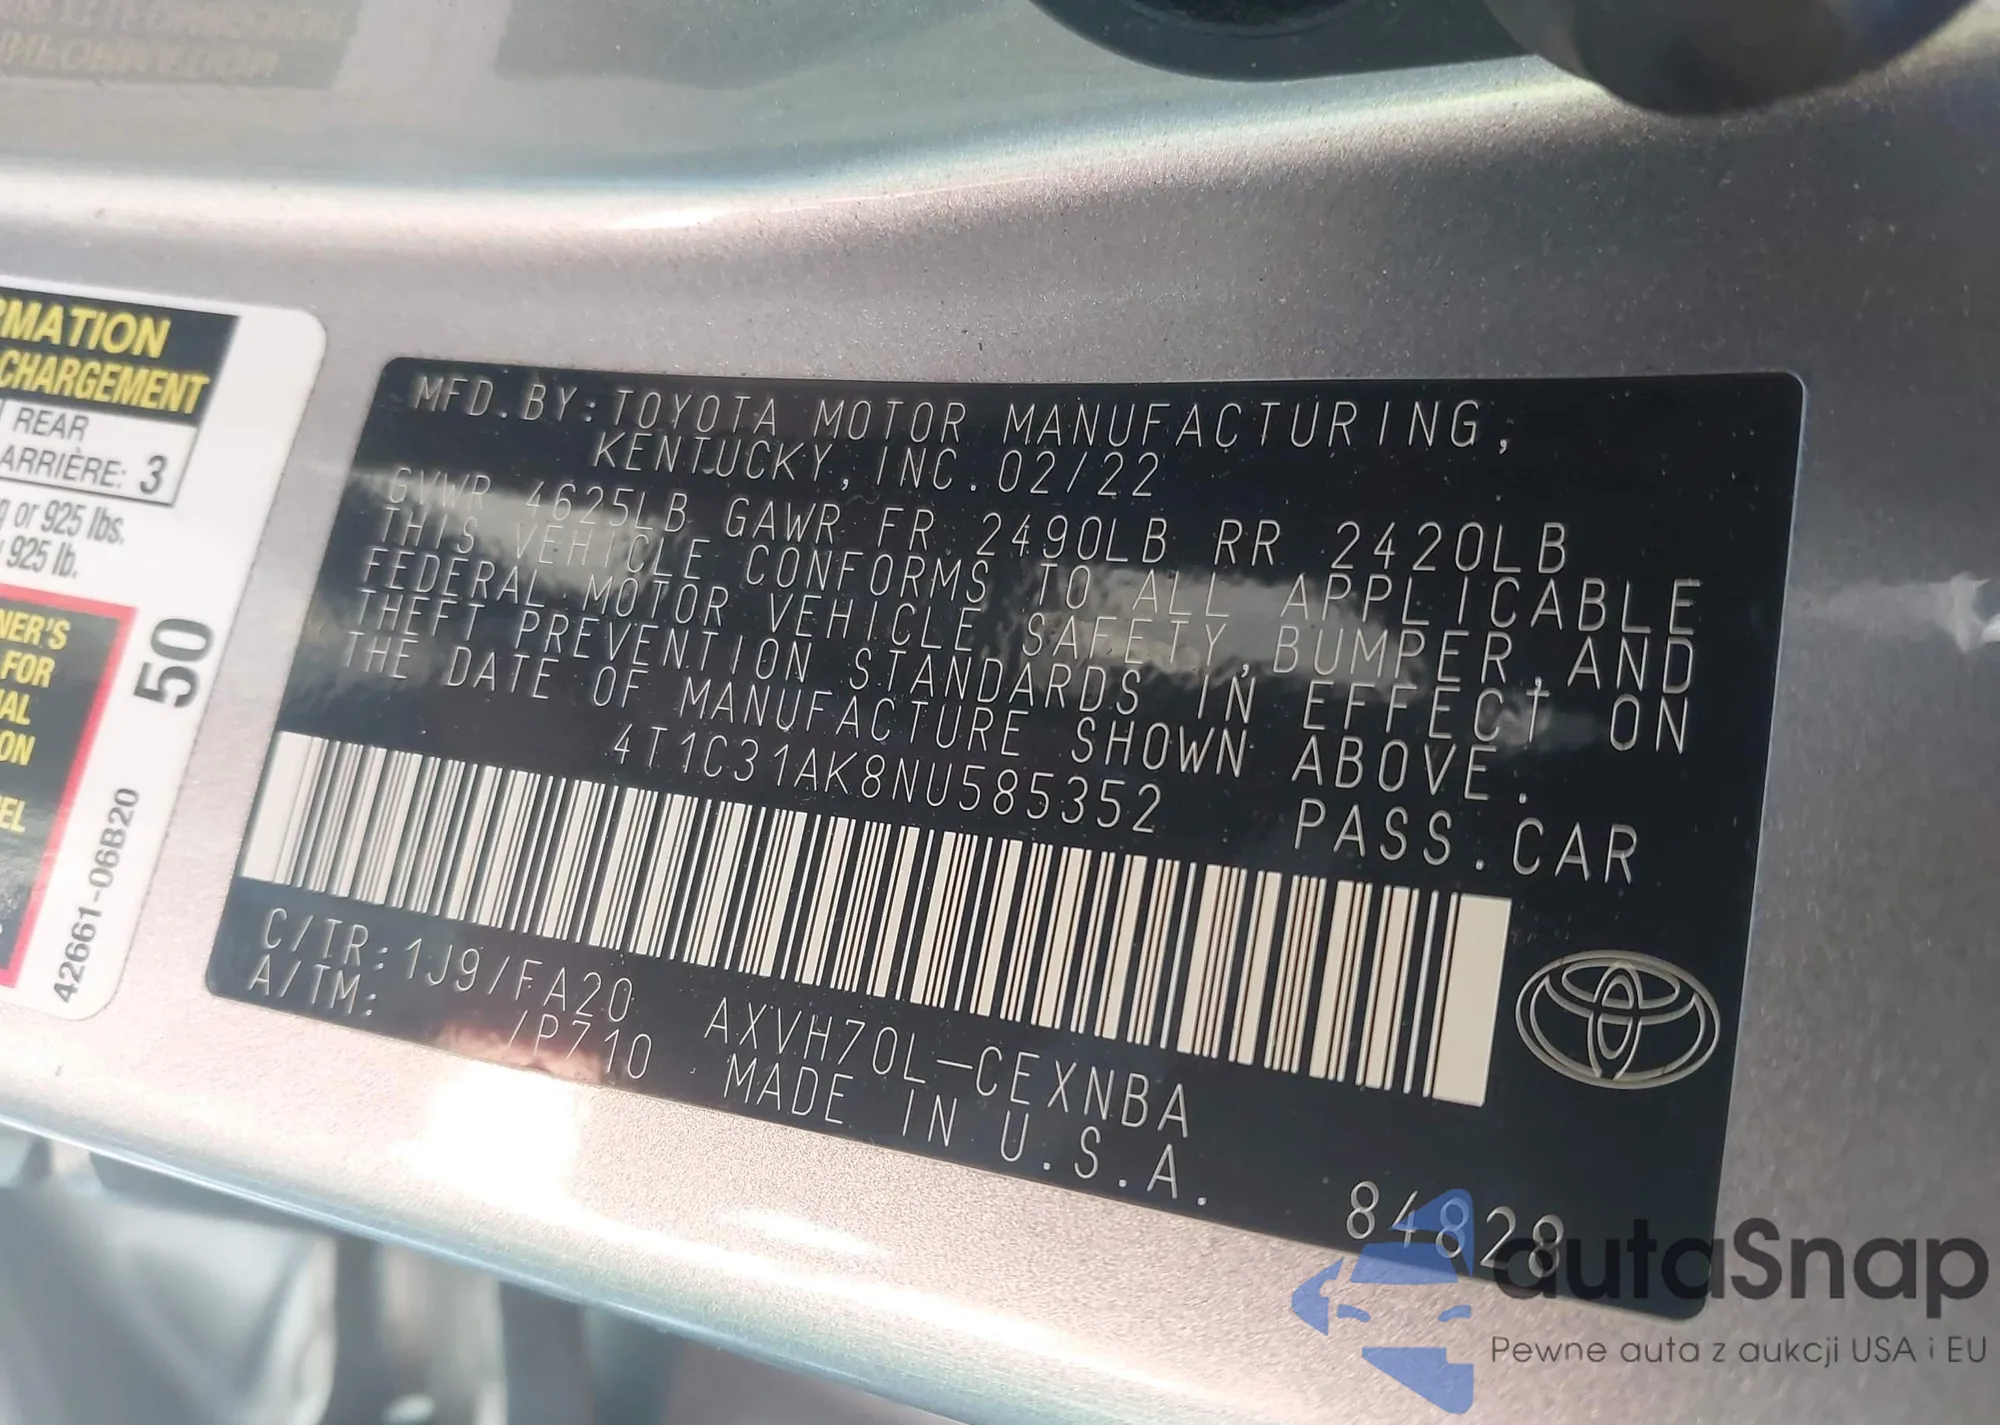 RMATION
CHARGEMENT
REAR
ARRIÈRE: 3
or 925 lbs.
925 lb.
NER'S
FOR
ON
50
42661-06B20
MFD.BY:TOYOTA MOTOR MANUFACTURING,
KENTUCKY, INC.02/22
GVWR 4625LB GAWR FR 2490LB RR 2420LB
THIS VEHICLE CONFORMS TO ALL APPLICABLE
FEDERAL MOTOR VEHICLE SAFETY,BUMPER,AND
THEFT PREVENTION STANDARDS IN EFFECT ON
THE DATE OF MANUFACTURE SHOWN ABOVE.
4T1C31AK8NU585352 PASS.CAR
C/TR:1J9/FA20 AXVH70L-CEXNBA
A/TM: /P710 MADE IN U.S.A.
84828
autaSnap
Pewne auta z aukcji USA i EU